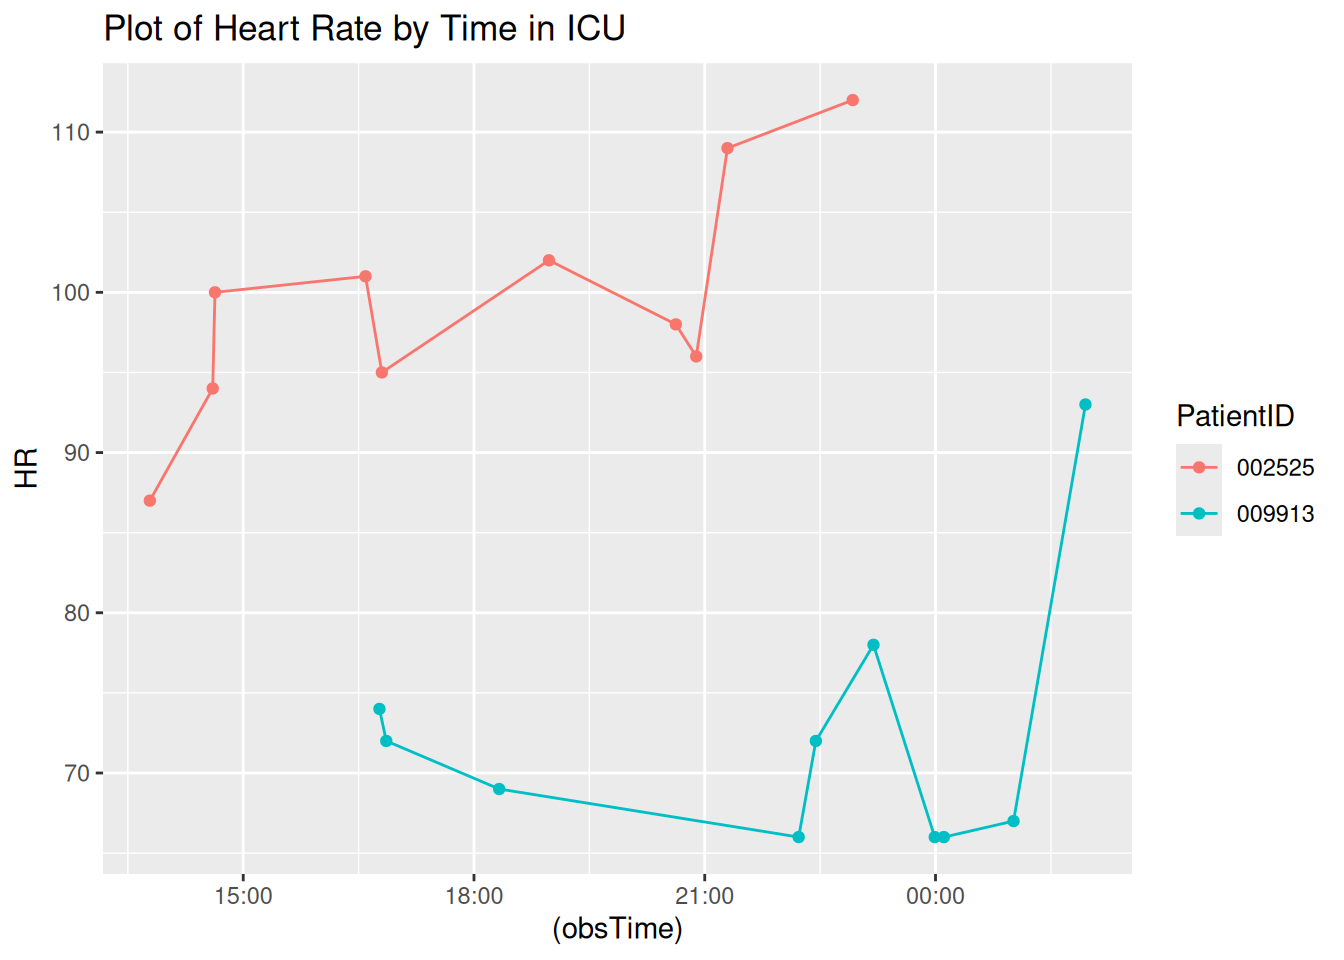 Plot of Heart Rate by Time in ICU
HR
110
100
90
80
70
15:00 18:00 21:00 00:00
(obsTime)
PatientID
002525
009913